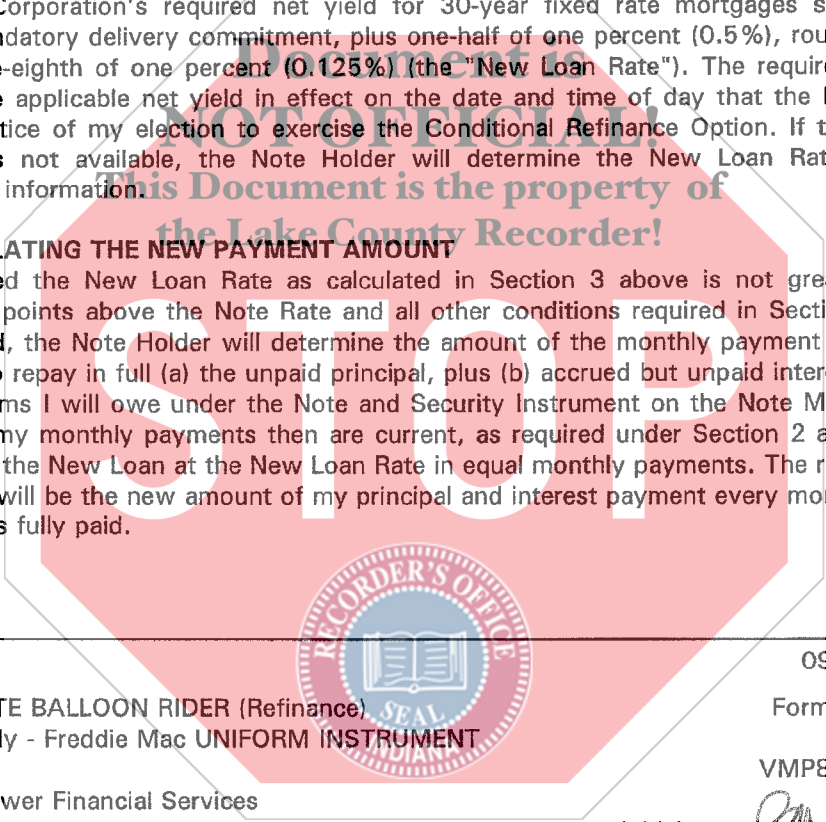 Corporation's required net yield for 30-year fixed rate mortgages s
ndatory delivery commitment, plus one-half of one percent (0.5%), rou
e-eighth of one percent (0.125%) (the "New Loan Rate"). The require
e applicable net yield in effect on the date and time of day that the
tice of my election to exercise the Conditional Refinance Option. If t
s not available, the Note Holder will determine the New Loan Rat
information.
Document is
NOT OFFICIAL!
This Document is the property of
the Lake County Recorder!
LATING THE NEW PAYMENT AMOUNT
ed the New Loan Rate as calculated in Section 3 above is not grea
points above the Note Rate and all other conditions required in Secti
d, the Note Holder will determine the amount of the monthly payment
o repay in full (a) the unpaid principal, plus (b) accrued but unpaid inter
ms I will owe under the Note and Security Instrument on the Note M
my monthly payments then are current, as required under Section 2 a
the New Loan at the New Loan Rate in equal monthly payments. The r
will be the new amount of my principal and interest payment every mo
s fully paid.
STOP
RECORDER'S OFFICE
SEAL
INDIANA
09
TE BALLOON RIDER (Refinance)
Form
ly - Freddie Mac UNIFORM INSTRUMENT
VMP8
wer Financial Services